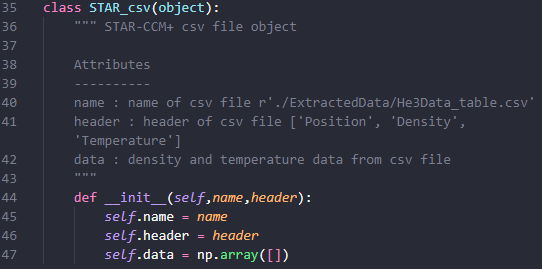 35 class STAR_csv(object):
36     """ STAR-CCM+ csv file object
37
38     Attributes
39     ----------
40     name : name of csv file r'./ExtractedData/He3Data_table.csv'
41     header : header of csv file ['Position', 'Density',
    'Temperature']
42     data : density and temperature data from csv file
43     """
44     def __init__(self,name,header):
45         self.name = name
46         self.header = header
47         self.data = np.array([])